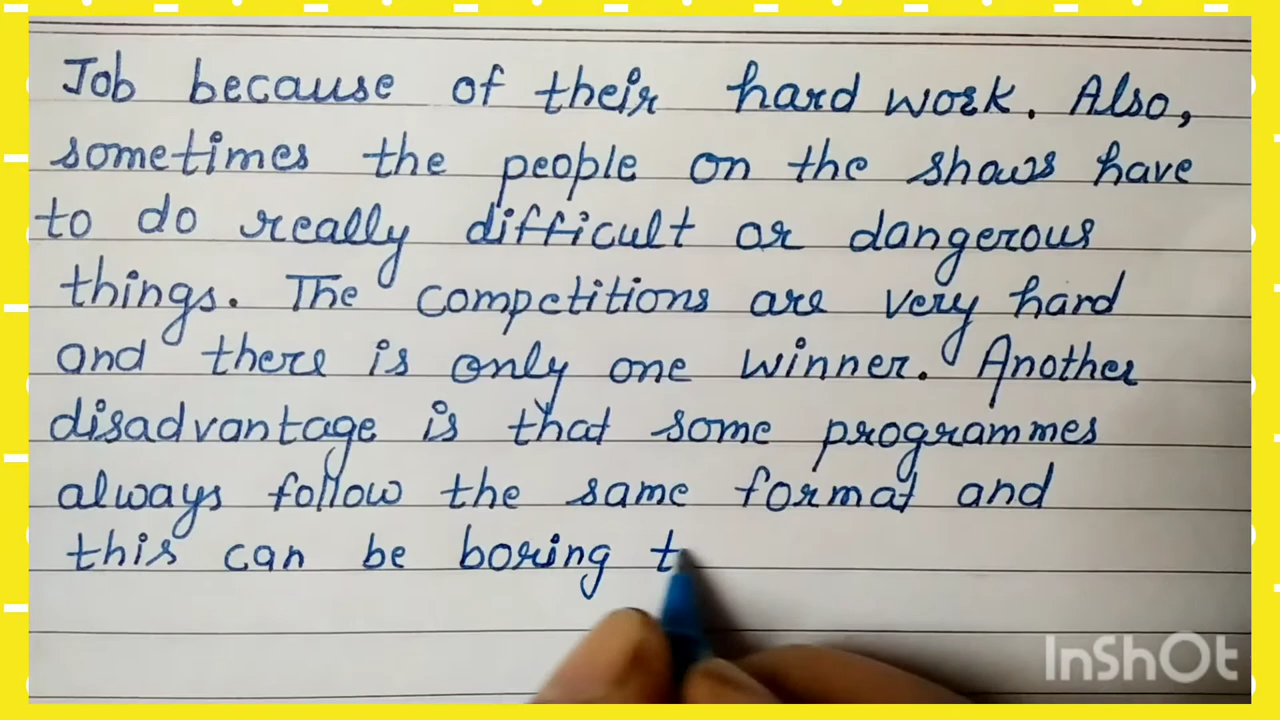 Job because of their hard work. Also,
sometimes the people on the shows have
to do really difficult or dangerous
things. The competitions are very hard
and there is only one winner. Another
disadvantage is that some programmes
always follow the same format and
this can be boring t
InShOt